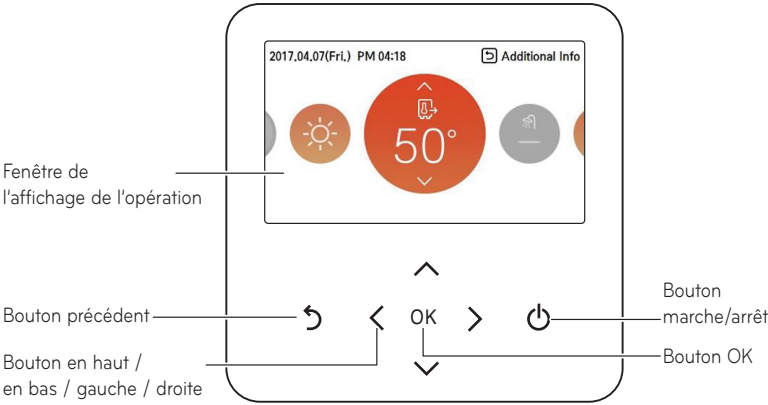 2017.04.07(Fri.) PM 04:18
Additional Info
50°
Fenêtre de
l'affichage de l'opération
Bouton précédent
OK
Bouton
marche/arrêt
Bouton en haut /
en bas / gauche / droite
Bouton OK